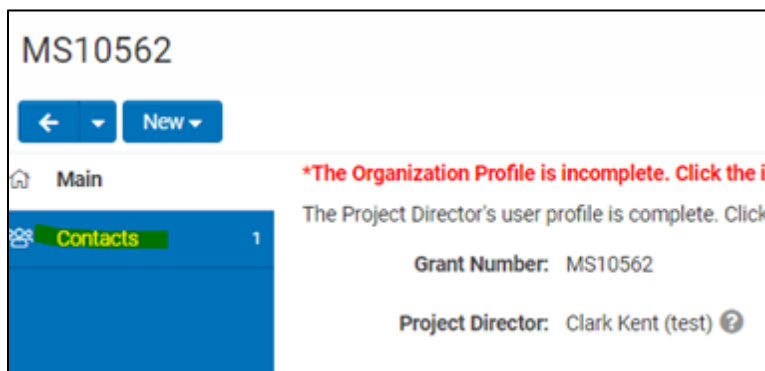 MS10562
New
Main
*The Organization Profile is incomplete. Click the
Contacts 1
The Project Director's user profile is complete. Click
Grant Number: MS10562
Project Director: Clark Kent (test)